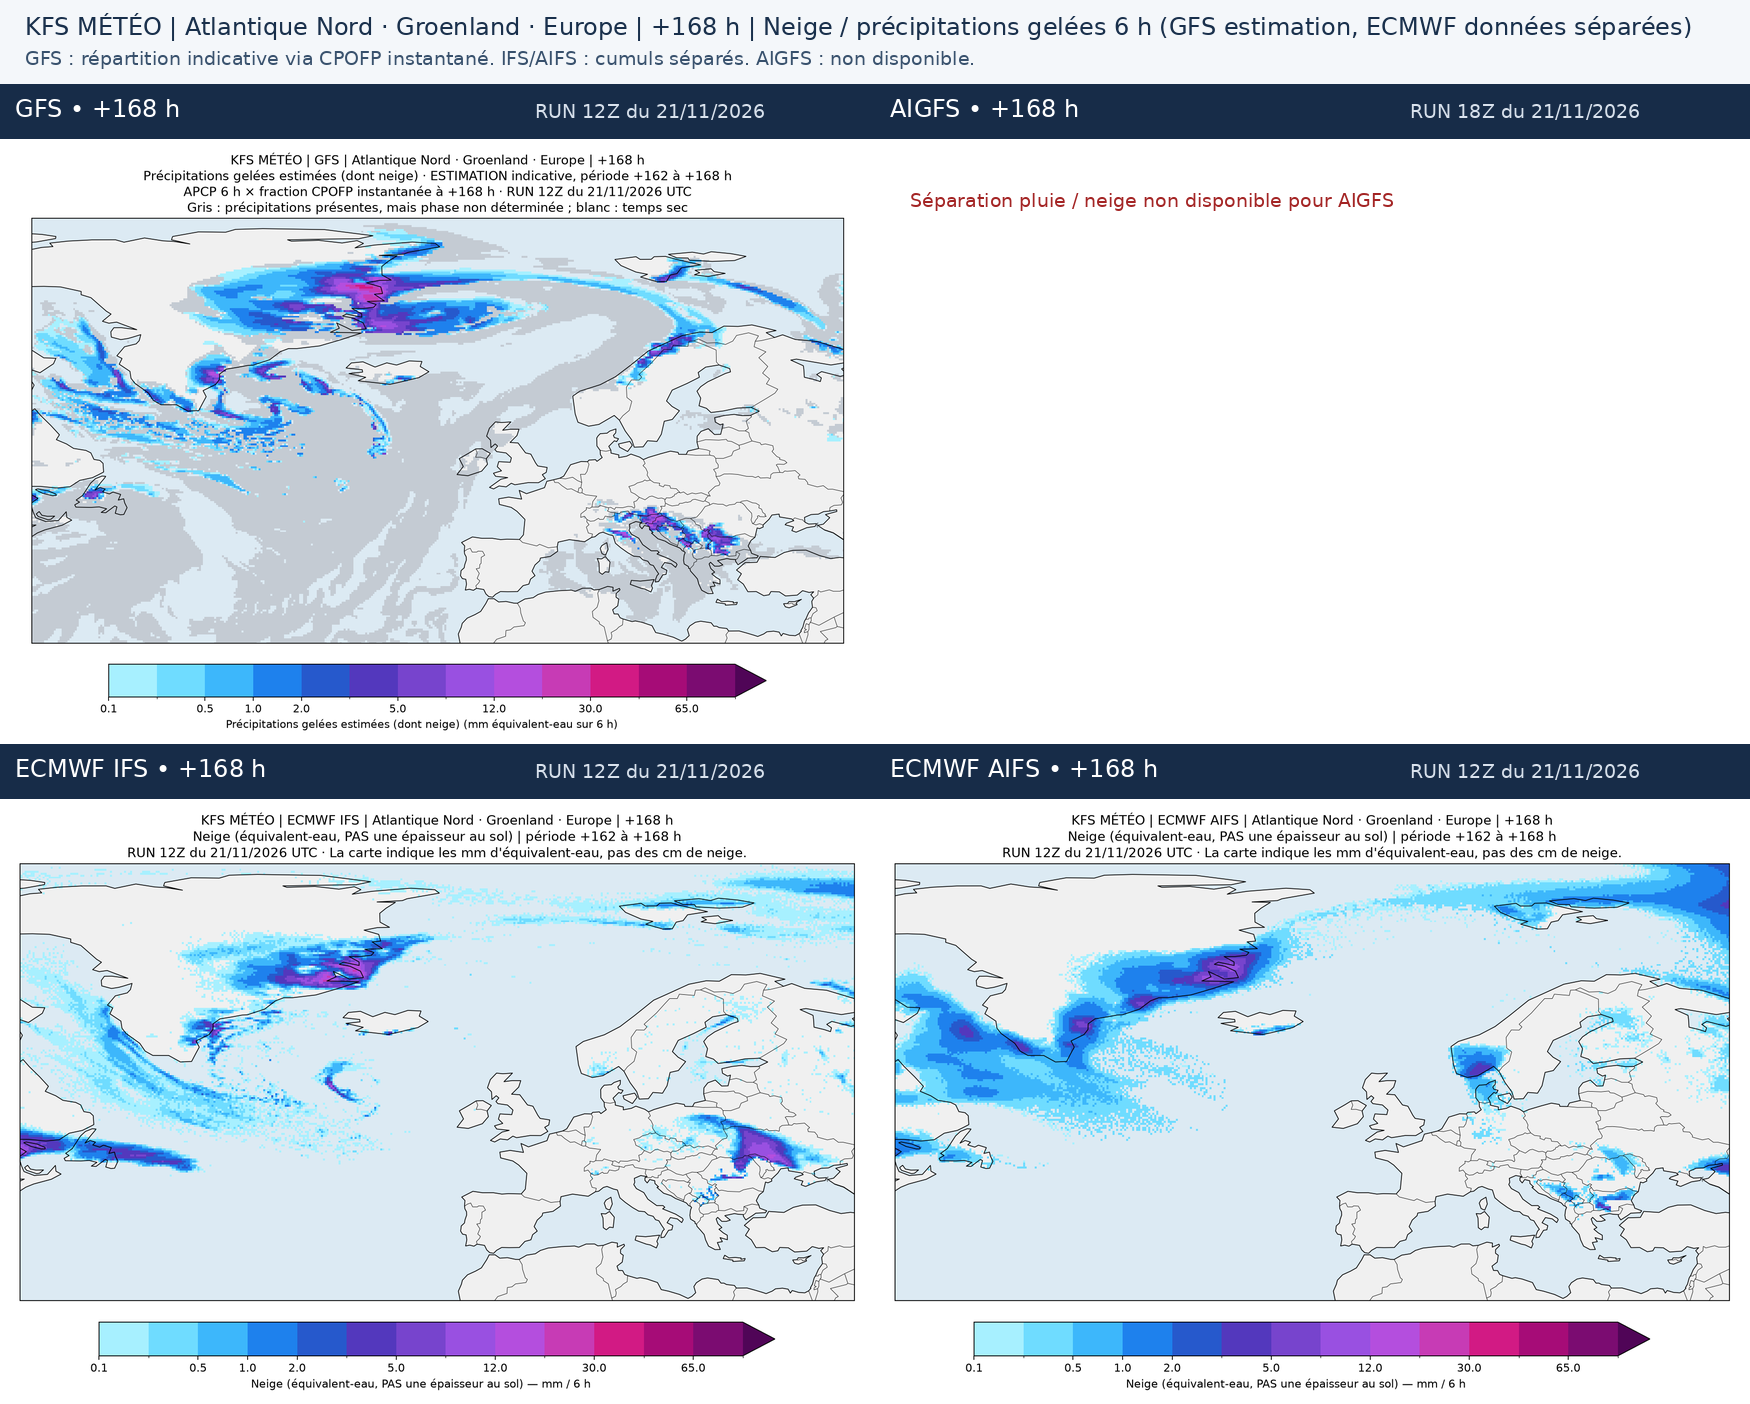 KFS MÉTÉO | Atlantique Nord · Groenland · Europe | +168 h | Neige / précipitations gelées 6 h (GFS estimation, ECMWF données séparées)
GFS : répartition indicative via CPOFP instantané. IFS/AIFS : cumuls séparés. AIGFS : non disponible.
GFS • +168 h
RUN 12Z du 21/11/2026
AIGFS • +168 h
RUN 18Z du 21/11/2026
KFS MÉTÉO | GFS | Atlantique Nord · Groenland · Europe | +168 h
Précipitations gelées estimées (dont neige) · ESTIMATION indicative, période +162 à +168 h
APCP 6 h × fraction CPOFP instantanée à +168 h · RUN 12Z du 21/11/2026 UTC
Gris : précipitations présentes, mais phase non déterminée ; blanc : temps sec
Séparation pluie / neige non disponible pour AIGFS
0.1 0.5 1.0 2.0 5.0 12.0 30.0 65.0
Précipitations gelées estimées (dont neige) (mm équivalent-eau sur 6 h)
ECMWF IFS • +168 h
RUN 12Z du 21/11/2026
ECMWF AIFS • +168 h
RUN 12Z du 21/11/2026
KFS MÉTÉO | ECMWF IFS | Atlantique Nord · Groenland · Europe | +168 h
Neige (équivalent-eau, PAS une épaisseur au sol) | période +162 à +168 h
RUN 12Z du 21/11/2026 UTC · La carte indique les mm d'équivalent-eau, pas des cm de neige.
KFS MÉTÉO | ECMWF AIFS | Atlantique Nord · Groenland · Europe | +168 h
Neige (équivalent-eau, PAS une épaisseur au sol) | période +162 à +168 h
RUN 12Z du 21/11/2026 UTC · La carte indique les mm d'équivalent-eau, pas des cm de neige.
0.1 0.5 1.0 2.0 5.0 12.0 30.0 65.0
Neige (équivalent-eau, PAS une épaisseur au sol) — mm / 6 h
0.1 0.5 1.0 2.0 5.0 12.0 30.0 65.0
Neige (équivalent-eau, PAS une épaisseur au sol) — mm / 6 h